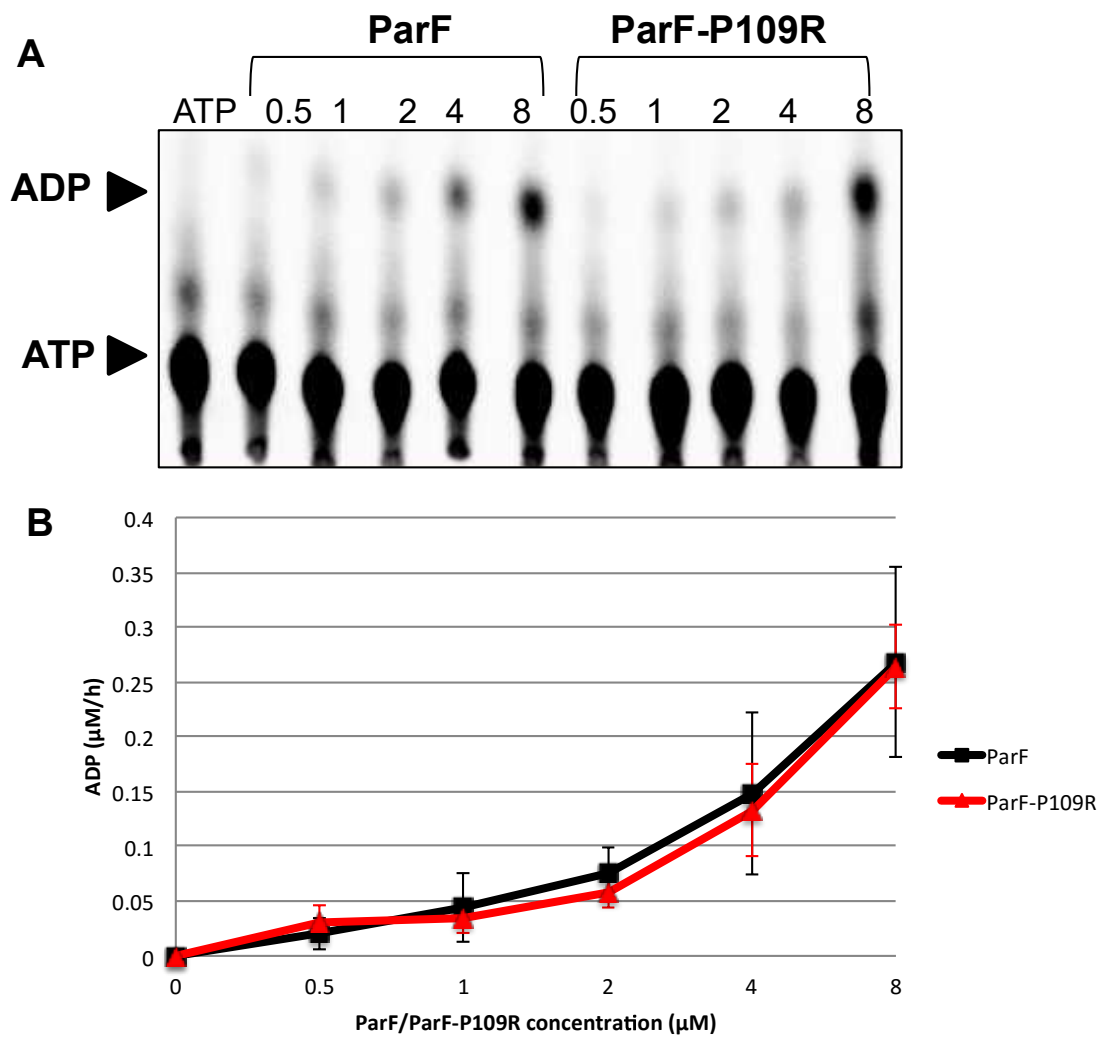 A
ParF ParF-P109R
ATP 0.5 1 2 4 8 0.5 1 2 4 8
ADP
ATP
B
0.4
0.35
0.3
0.25
0.2
0.15
0.1
0.05
0
ADP (µM/h)
0 0.5 1 2 4 8
ParF/ParF-P109R concentration (µM)
ParF
ParF-P109R